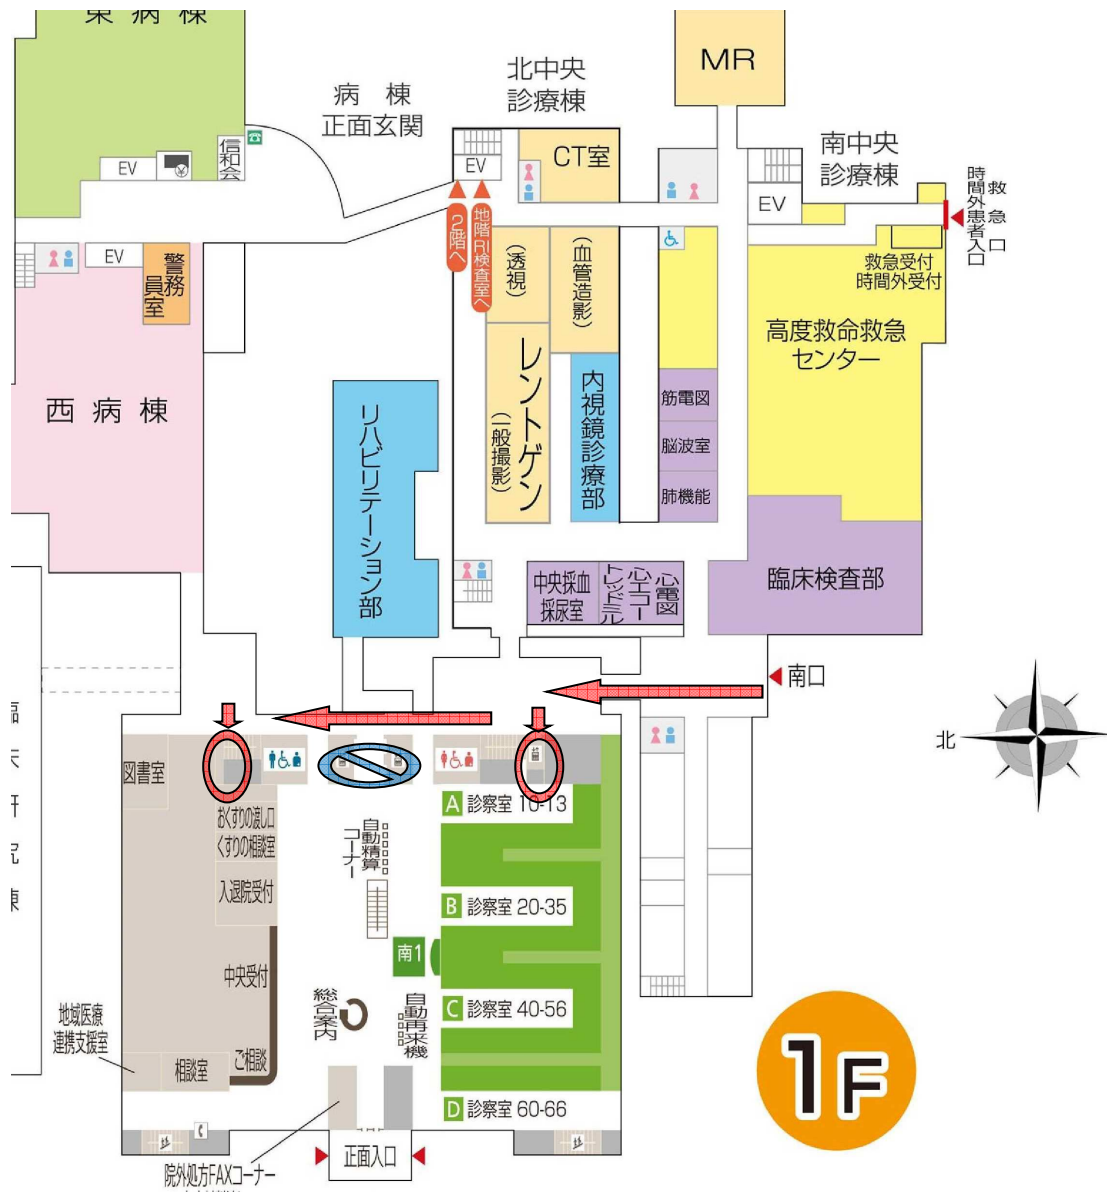 東病棟
MR
北中央
診療棟
病棟
正面玄関
南中央
診療棟
CT室
信和会
EV
EV
EV
時間外患者入口
救急口
2階へ
地階RI検査室へ
EV
警務
員室
(透視)
(血管造影)
救急受付
時間外受付
高度救命救急
センター
西病棟
リハビリテーション部
レントゲン
(一般撮影)
内視鏡診療部
筋電図
脳波室
肺機能
中央採血
採尿室
トレッドミル
心エコー
心電図
臨床検査部
南口
臨床研究棟
北
図書室
A 診察室 10-13
おくすりの渡し口
くすりの相談室
自動精算
コーナー
入退院受付
B 診察室 20-35
南1
中央受付
総合案内
自動再来機
C 診察室 40-56
地域医療
連携支援室
ご相談
相談室
D 診察室 60-66
1F
正面入口
院外処方FAXコーナー